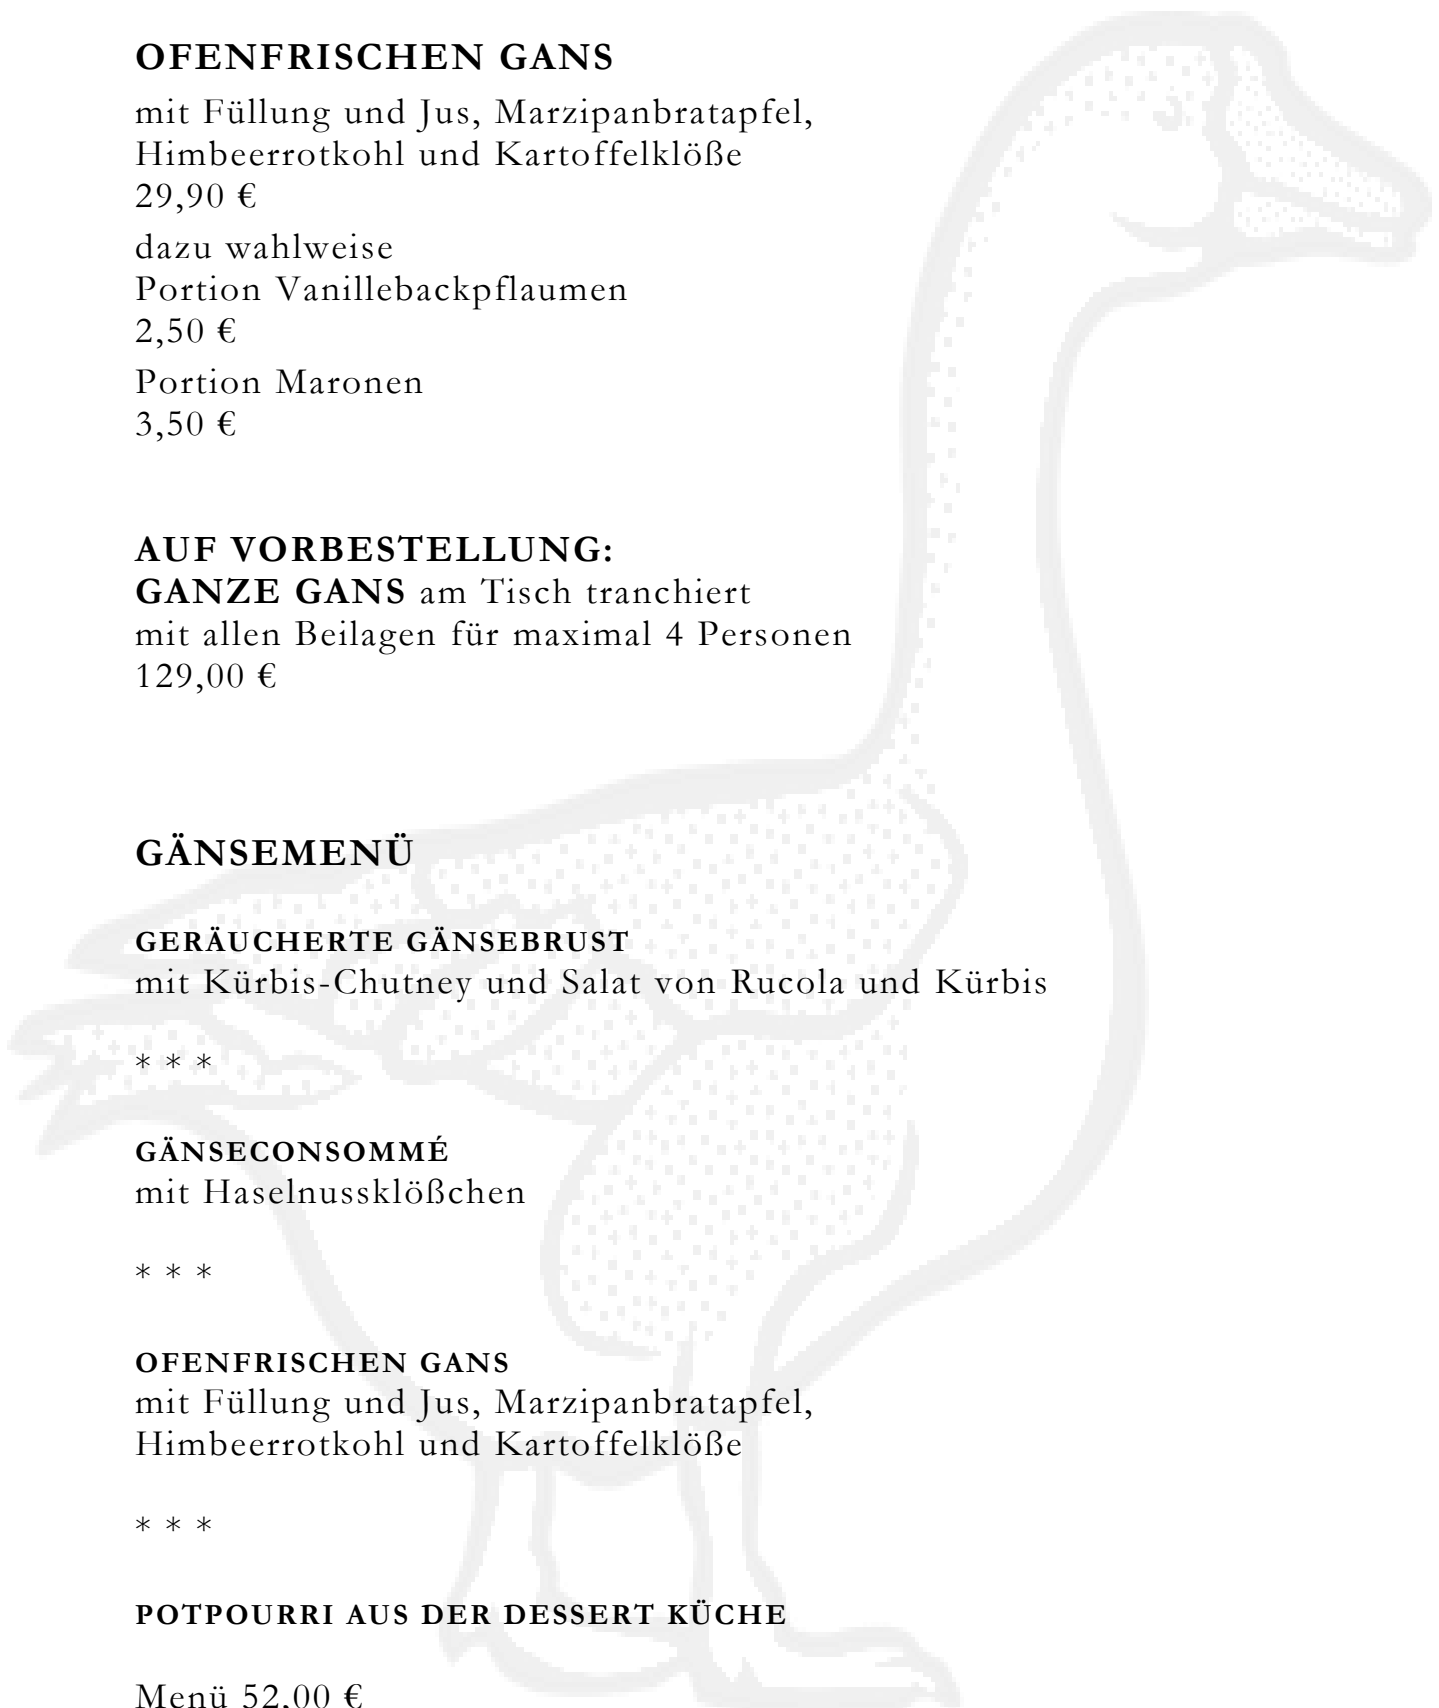 OFENFRISCHEN GANS
mit Füllung und Jus, Marzipanbratapfel,
Himbeerrotkohl und Kartoffelklöße
29,90 €
dazu wahlweise
Portion Vanillebackpflaumen
2,50 €
Portion Maronen
3,50 €
AUF VORBESTELLUNG:
GANZE GANS am Tisch tranchiert
mit allen Beilagen für maximal 4 Personen
129,00 €
GÄNSEMENÜ
GERÄUCHERTE GÄNSEBRUST
mit Kürbis-Chutney und Salat von Rucola und Kürbis
* * *
GÄNSECONSOMMÉ
mit Haselnussklößchen
* * *
OFENFRISCHEN GANS
mit Füllung und Jus, Marzipanbratapfel,
Himbeerrotkohl und Kartoffelklöße
* * *
POTPOURRI AUS DER DESSERT KÜCHE
Menü 52,00 €